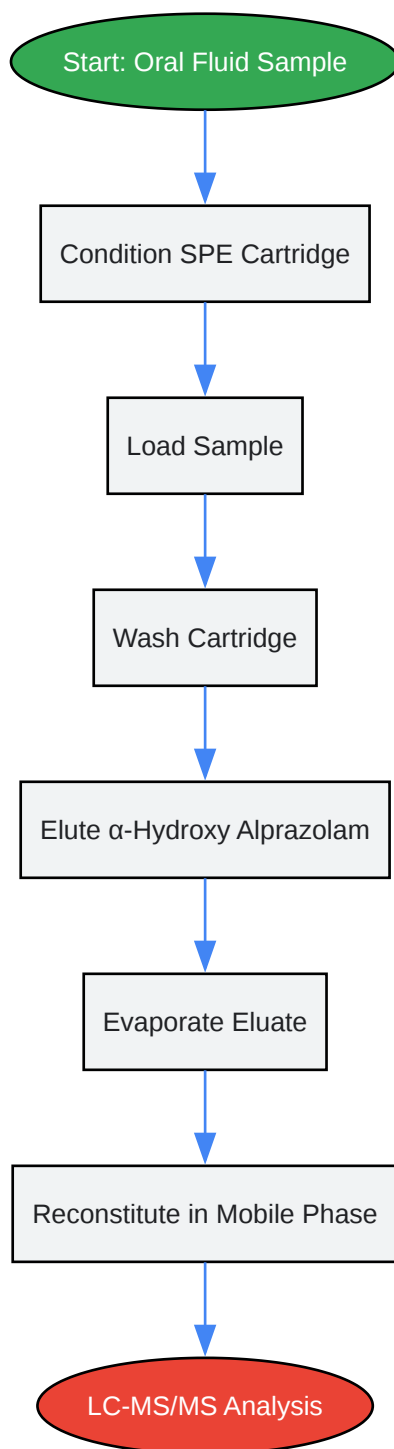 Start: Oral Fluid Sample
Condition SPE Cartridge
Load Sample
Wash Cartridge
Elute α-Hydroxy Alprazolam
Evaporate Eluate
Reconstitute in Mobile Phase
LC-MS/MS Analysis